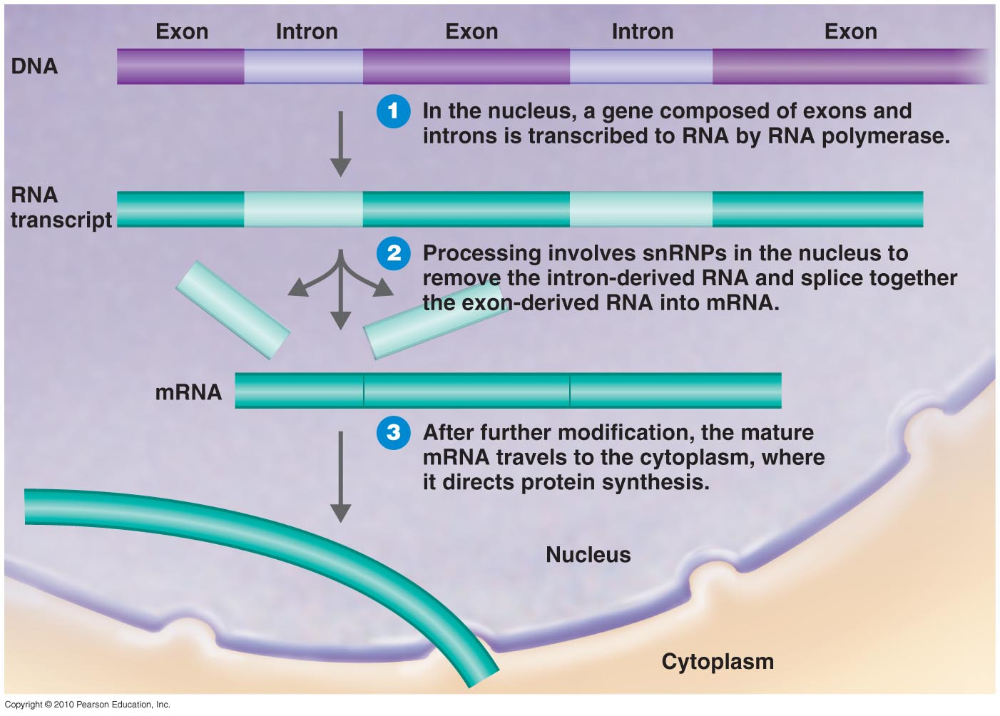 Exon Intron Exon Intron Exon
DNA
1 In the nucleus, a gene composed of exons and
introns is transcribed to RNA by RNA polymerase.
RNA
transcript
2 Processing involves snRNPs in the nucleus to
remove the intron-derived RNA and splice together
the exon-derived RNA into mRNA.
mRNA
3 After further modification, the mature
mRNA travels to the cytoplasm, where
it directs protein synthesis.
Nucleus
Cytoplasm
Copyright © 2010 Pearson Education, Inc.